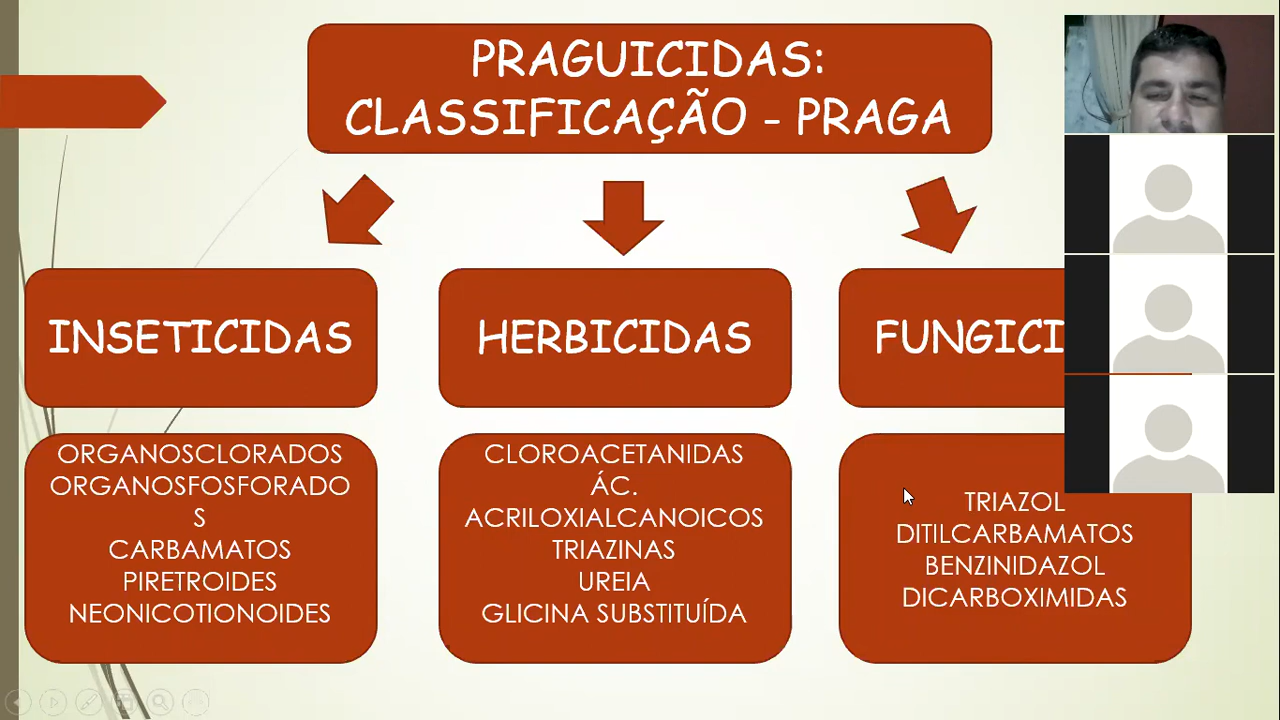 PRAGUICIDAS:
CLASSIFICAÇÃO - PRAGA
INSETICIDAS
HERBICIDAS
FUNGICI
ORGANOSCLORADOS
ORGANOSFOSFORADO
S
CARBAMATOS
PIRETROIDES
NEONICOTIONOIDES
CLOROACETANIDAS
ÁC.
ACRILOXIALCANOICOS
TRIAZINAS
UREIA
GLICINA SUBSTITUÍDA
TRIAZOL
DITILCARBAMATOS
BENZINIDAZOL
DICARBOXIMIDAS